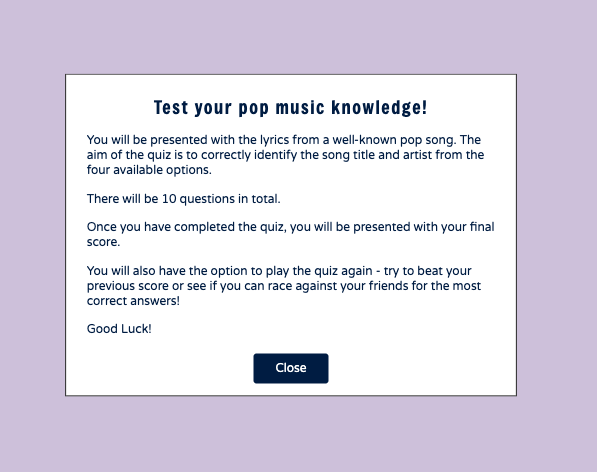 Test your pop music knowledge!
You will be presented with the lyrics from a well-known pop song. The
aim of the quiz is to correctly identify the song title and artist from the
four available options.
There will be 10 questions in total.
Once you have completed the quiz, you will be presented with your final
score.
You will also have the option to play the quiz again - try to beat your
previous score or see if you can race against your friends for the most
correct answers!
Good Luck!
Close